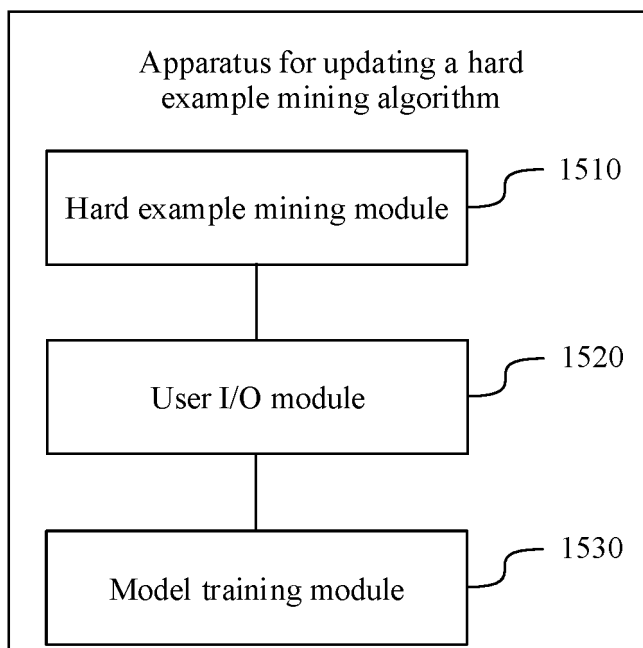 Apparatus for updating a hard
example mining algorithm
1510
Hard example mining module
1520
User I/O module
1530
Model training module